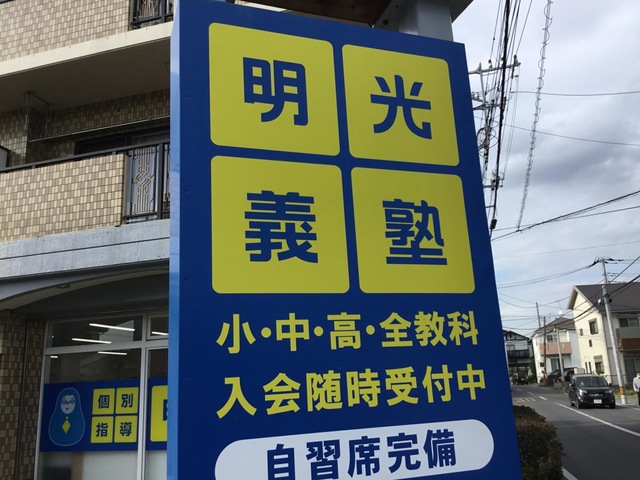 明光
義塾
小・中・高・全教科
入会随時受付中
自習席完備
個別
指導